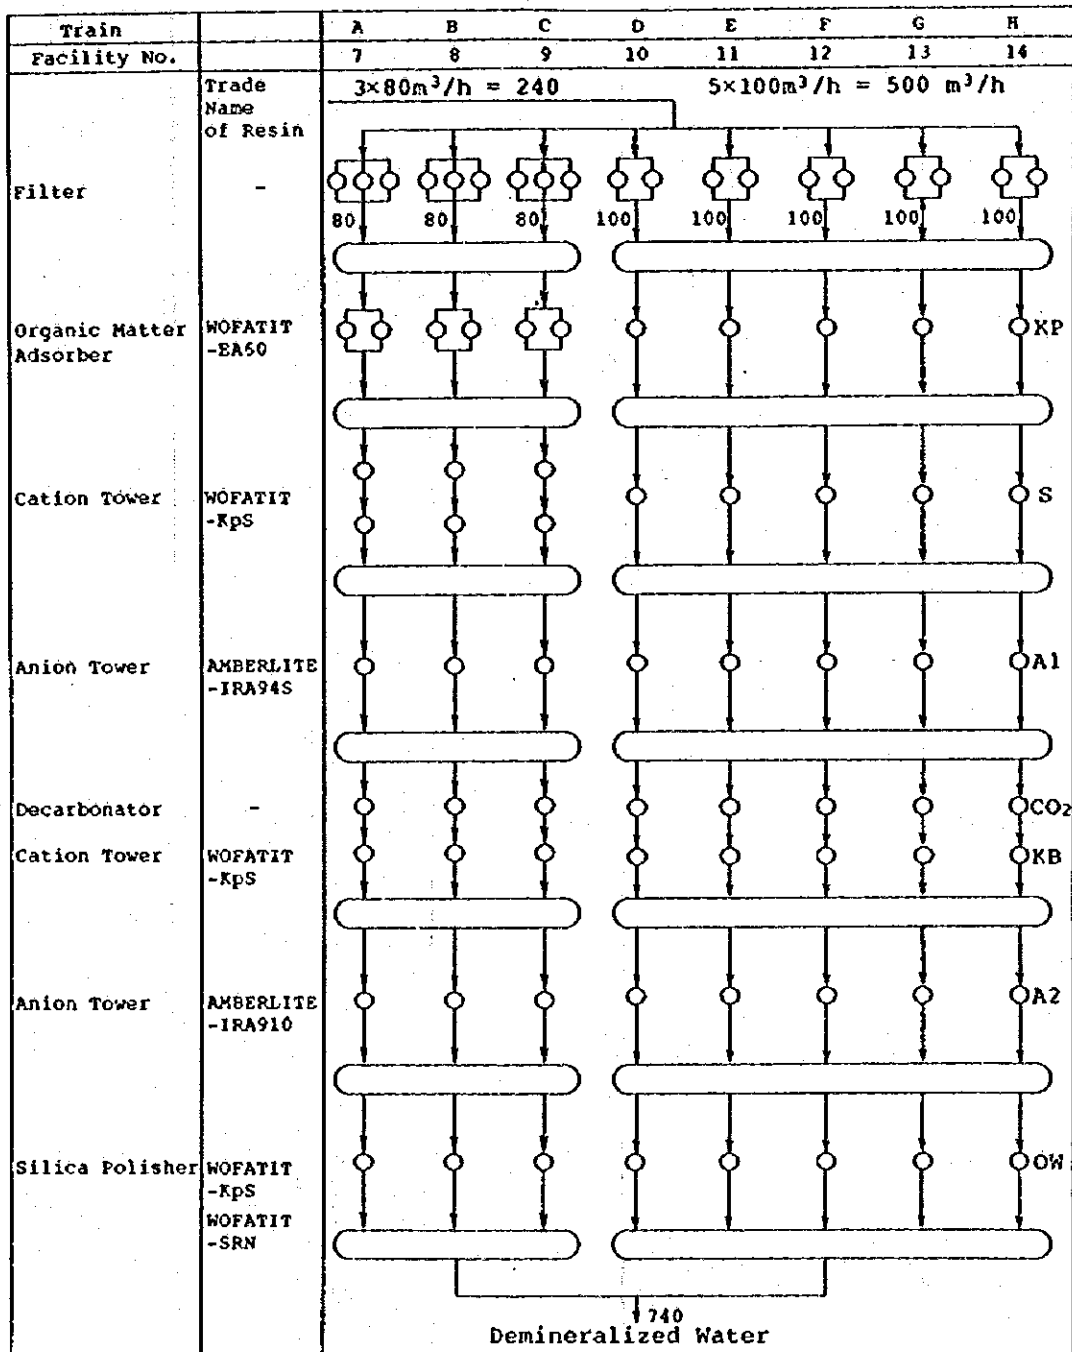 Train A B C D E F G H
Facility No. 7 8 9 10 11 12 13 14
Trade
Name
of Resin
3×80m³/h = 240 5×100m³/h = 500 m³/h
Filter -
80 80 80 100 100 100 100 100
Organic Matter
Adsorber
WOFATIT
-EA60
KP
Cation Tower WOFATIT
-KpS
S
Anion Tower AMBERLITE
-IRA94S
A1
Decarbonator - CO₂
Cation Tower WOFATIT
-KpS
KB
Anion Tower AMBERLITE
-IRA910
A2
Silica Polisher WOFATIT
-KpS
OW
WOFATIT
-SRN
740
Demineralized Water